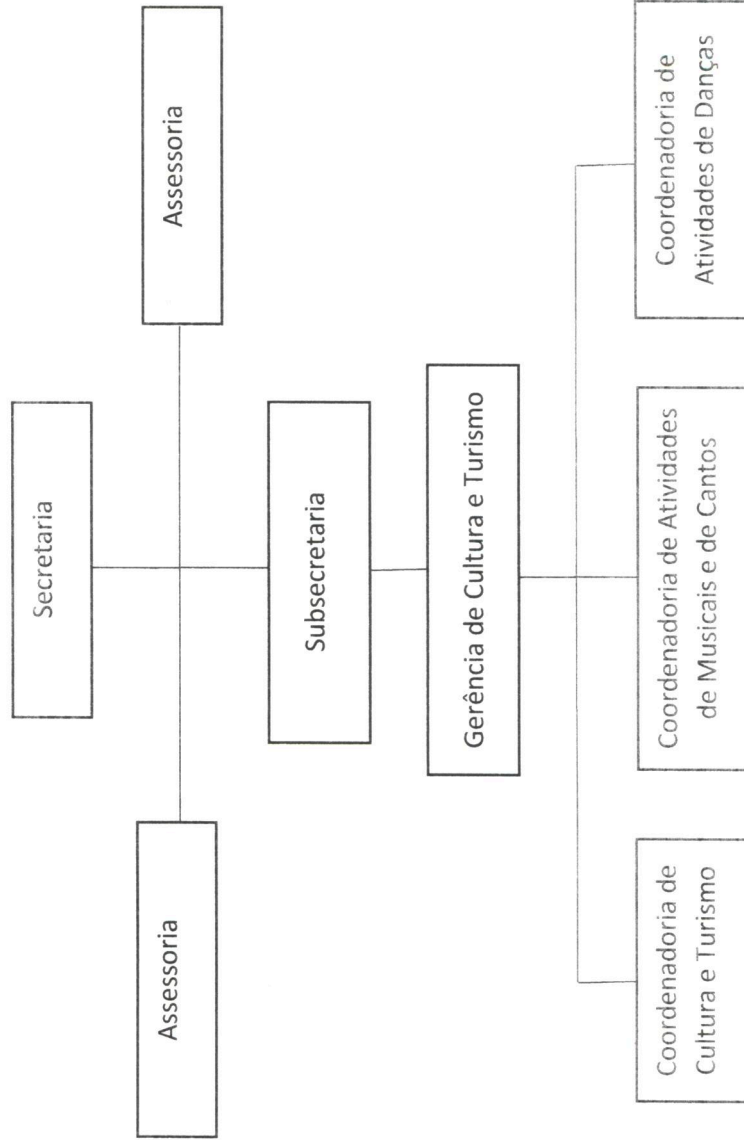 Secretaria
Assessoria
Assessoria
Subsecretaria
Gerência de Cultura e Turismo
Coordenadoria de
Cultura e Turismo
Coordenadoria de Atividades
de Musicais e de Cantos
Coordenadoria de
Atividades de Danças